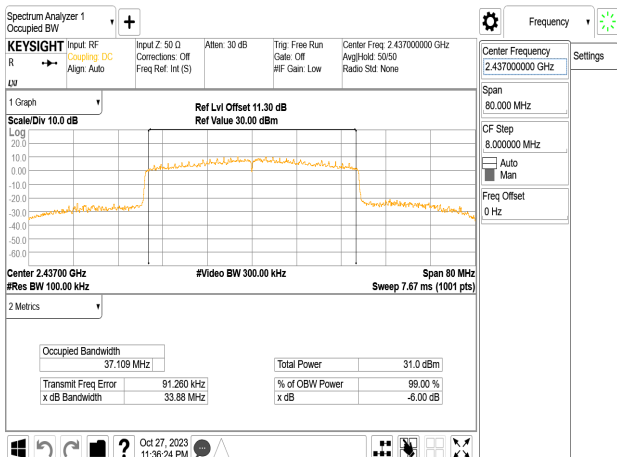 Spectrum Analyzer 1
Occupied BW
Frequency
KEYSIGHT
R
Input: RF
Coupling: DC
Align: Auto
Input Z: 50 Ω
Corrections: Off
Freq Ref: Int (S)
Atten: 30 dB
Trig: Free Run
Gate: Off
#IF Gain: Low
Center Freq: 2.437000000 GHz
Avg|Hold: 50/50
Radio Std: None
Center Frequency
2.437000000 GHz
Settings
Span
80.000 MHz
CF Step
8.000000 MHz
Auto
Man
Freq Offset
0 Hz
1 Graph
Scale/Div 10.0 dB
Ref Lvl Offset 11.30 dB
Ref Value 30.00 dBm
Log
20.0
10.0
0.00
-10.0
-20.0
-30.0
-40.0
-50.0
-60.0
Center 2.43700 GHz
#Video BW 300.00 kHz
Span 80 MHz
#Res BW 100.00 kHz
Sweep 7.67 ms (1001 pts)
2 Metrics
Occupied Bandwidth
37.109 MHz
Total Power 31.0 dBm
Transmit Freq Error 91.260 kHz
% of OBW Power 99.00 %
x dB Bandwidth 33.88 MHz
x dB -6.00 dB
?
Oct 27, 2023
11:36:24 PM